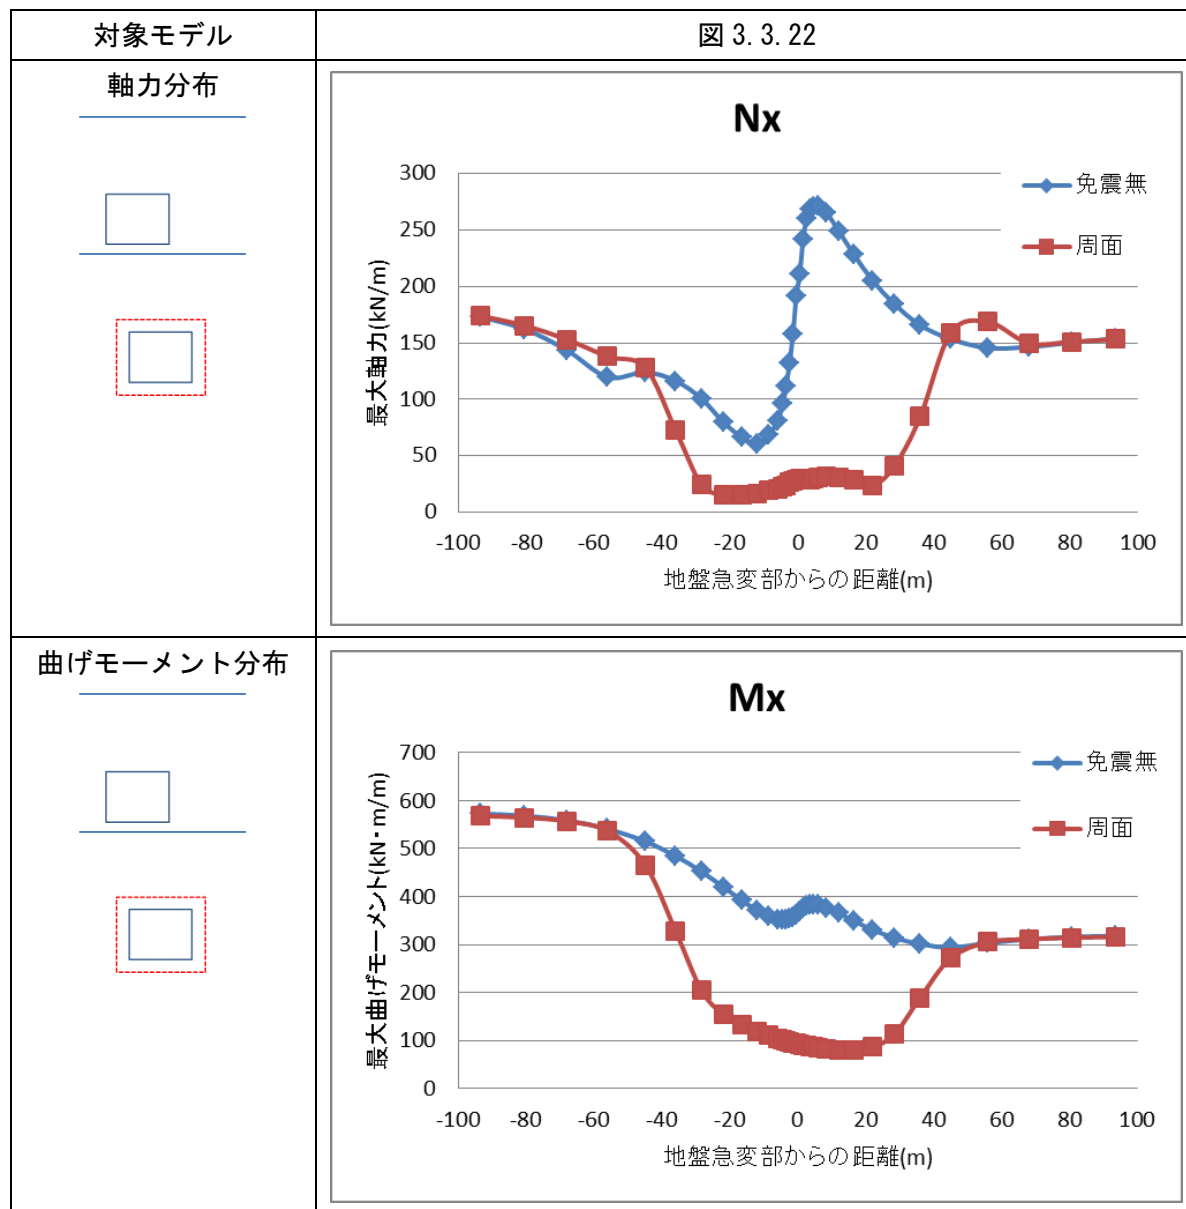 対象モデル
図 3.3.22
軸力分布
Nx
300
250
200
150
100
50
0
最大軸力(kN/m)
-100 -80 -60 -40 -20 0 20 40 60 80 100
地盤急変部からの距離(m)
免震無
周面
曲げモーメント分布
Mx
700
600
500
400
300
200
100
0
最大曲げモーメント(kN・m/m)
-100 -80 -60 -40 -20 0 20 40 60 80 100
地盤急変部からの距離(m)
免震無
周面